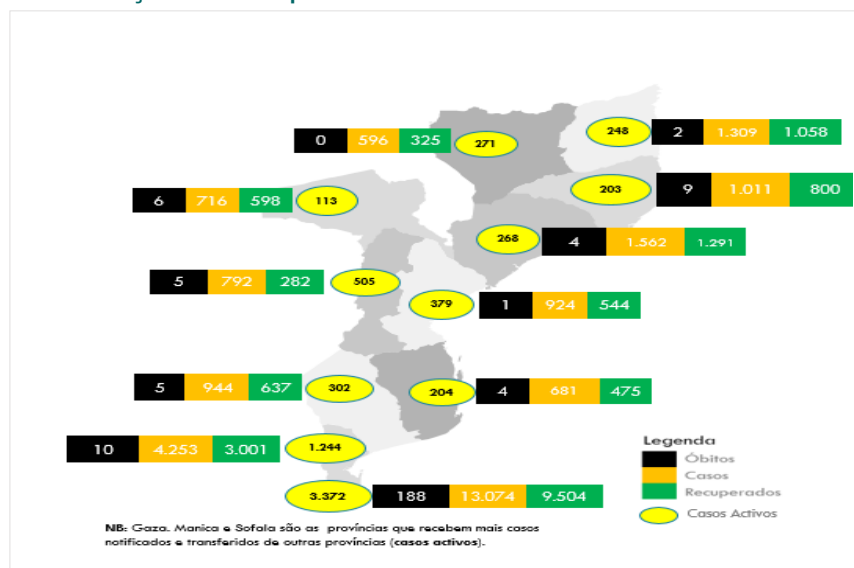 0 596 325 271
248 2 1.309 1.058
6 716 598 113
203 9 1.011 800
268 4 1.562 1.291
5 792 282 505
379 1 924 544
5 944 637 302
204 4 681 475
10 4.253 3.001 1.244
3.372 188 13.074 9.504
Legenda
Óbitos
Casos
Recuperados
Casos Activos
NB: Gaza. Manica e Sofala são as províncias que recebem mais casos
notificados e transferidos de outras províncias (casos activos).